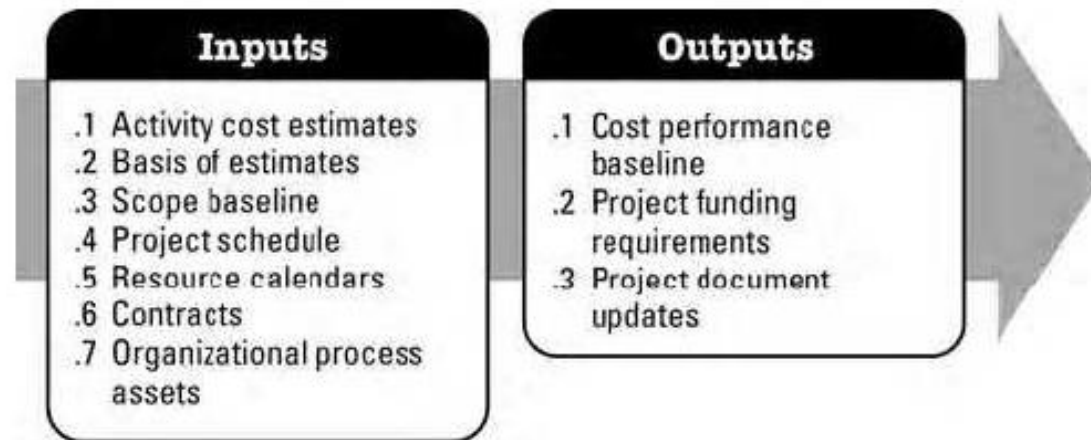 Inputs
.1 Activity cost estimates
.2 Basis of estimates
.3 Scope baseline
.4 Project schedule
.5 Resource calendars
.6 Contracts
.7 Organizational process
assets
Outputs
.1 Cost performance
baseline
.2 Project funding
requirements
.3 Project document
updates